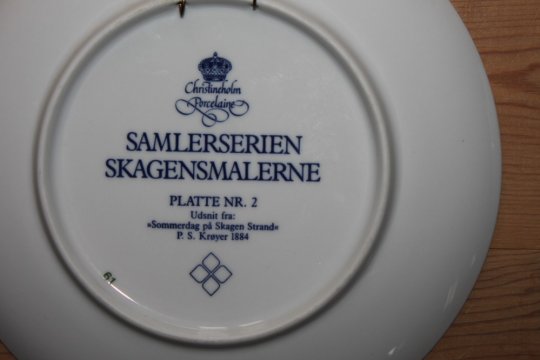 Christineholm
Porcelaine
SAMLERSERIEN
SKAGENSMALERNE
PLATTE NR. 2
Udsnit fra:
»Sommerdag på Skagen Strand«
P. S. Krøyer 1884
61